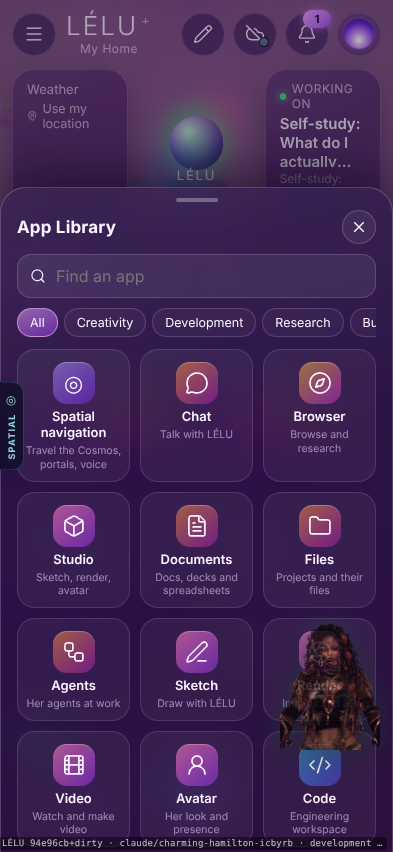 LÉLU +
My Home
1
Weather
Use my
location
LÉLU
WORKING
ON
Self-study:
What do I
actually…
Self-study:
App Library
Find an app
All
Creativity
Development
Research
Bu
SPATIAL
Spatial
navigation
Travel the Cosmos,
portals, voice
Chat
Talk with LÉLU
Browser
Browse and
research
Studio
Sketch, render,
avatar
Documents
Docs, decks and
spreadsheets
Files
Projects and their
files
Agents
Her agents at work
Sketch
Draw with LÉLU
Render
Video
Watch and make
video
Avatar
Her look and
presence
Code
Engineering
workspace
LÉLU 94e96cb+dirty · claude/charming-hamilton-icbyrb · development …